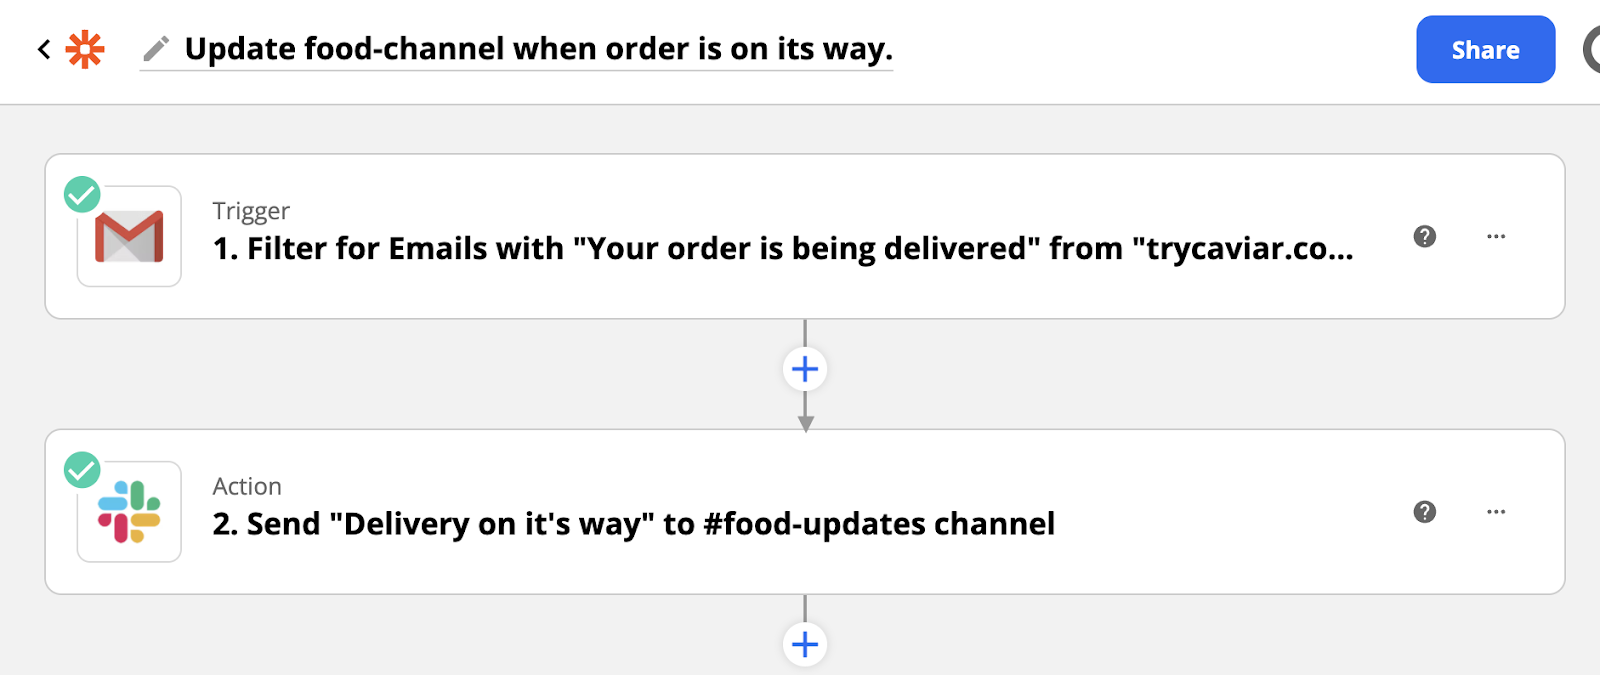 Update food-channel when order is on its way.
Share
Trigger
1. Filter for Emails with "Your order is being delivered" from "trycaviar.co...
Action
2. Send "Delivery on it's way" to #food-updates channel